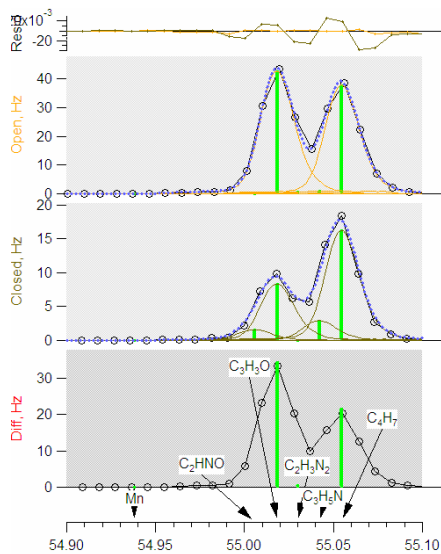 x10⁻³
Resid
0
-20
Open, Hz
40
30
20
10
0
Closed, Hz
20
15
10
5
0
Diff, Hz
30
20
10
0
C₃H₃O
C₂HNO
C₂H₃N₂
C₄H₇
C₃H₅N
Mn
54.90
54.95
55.00
55.05
55.10